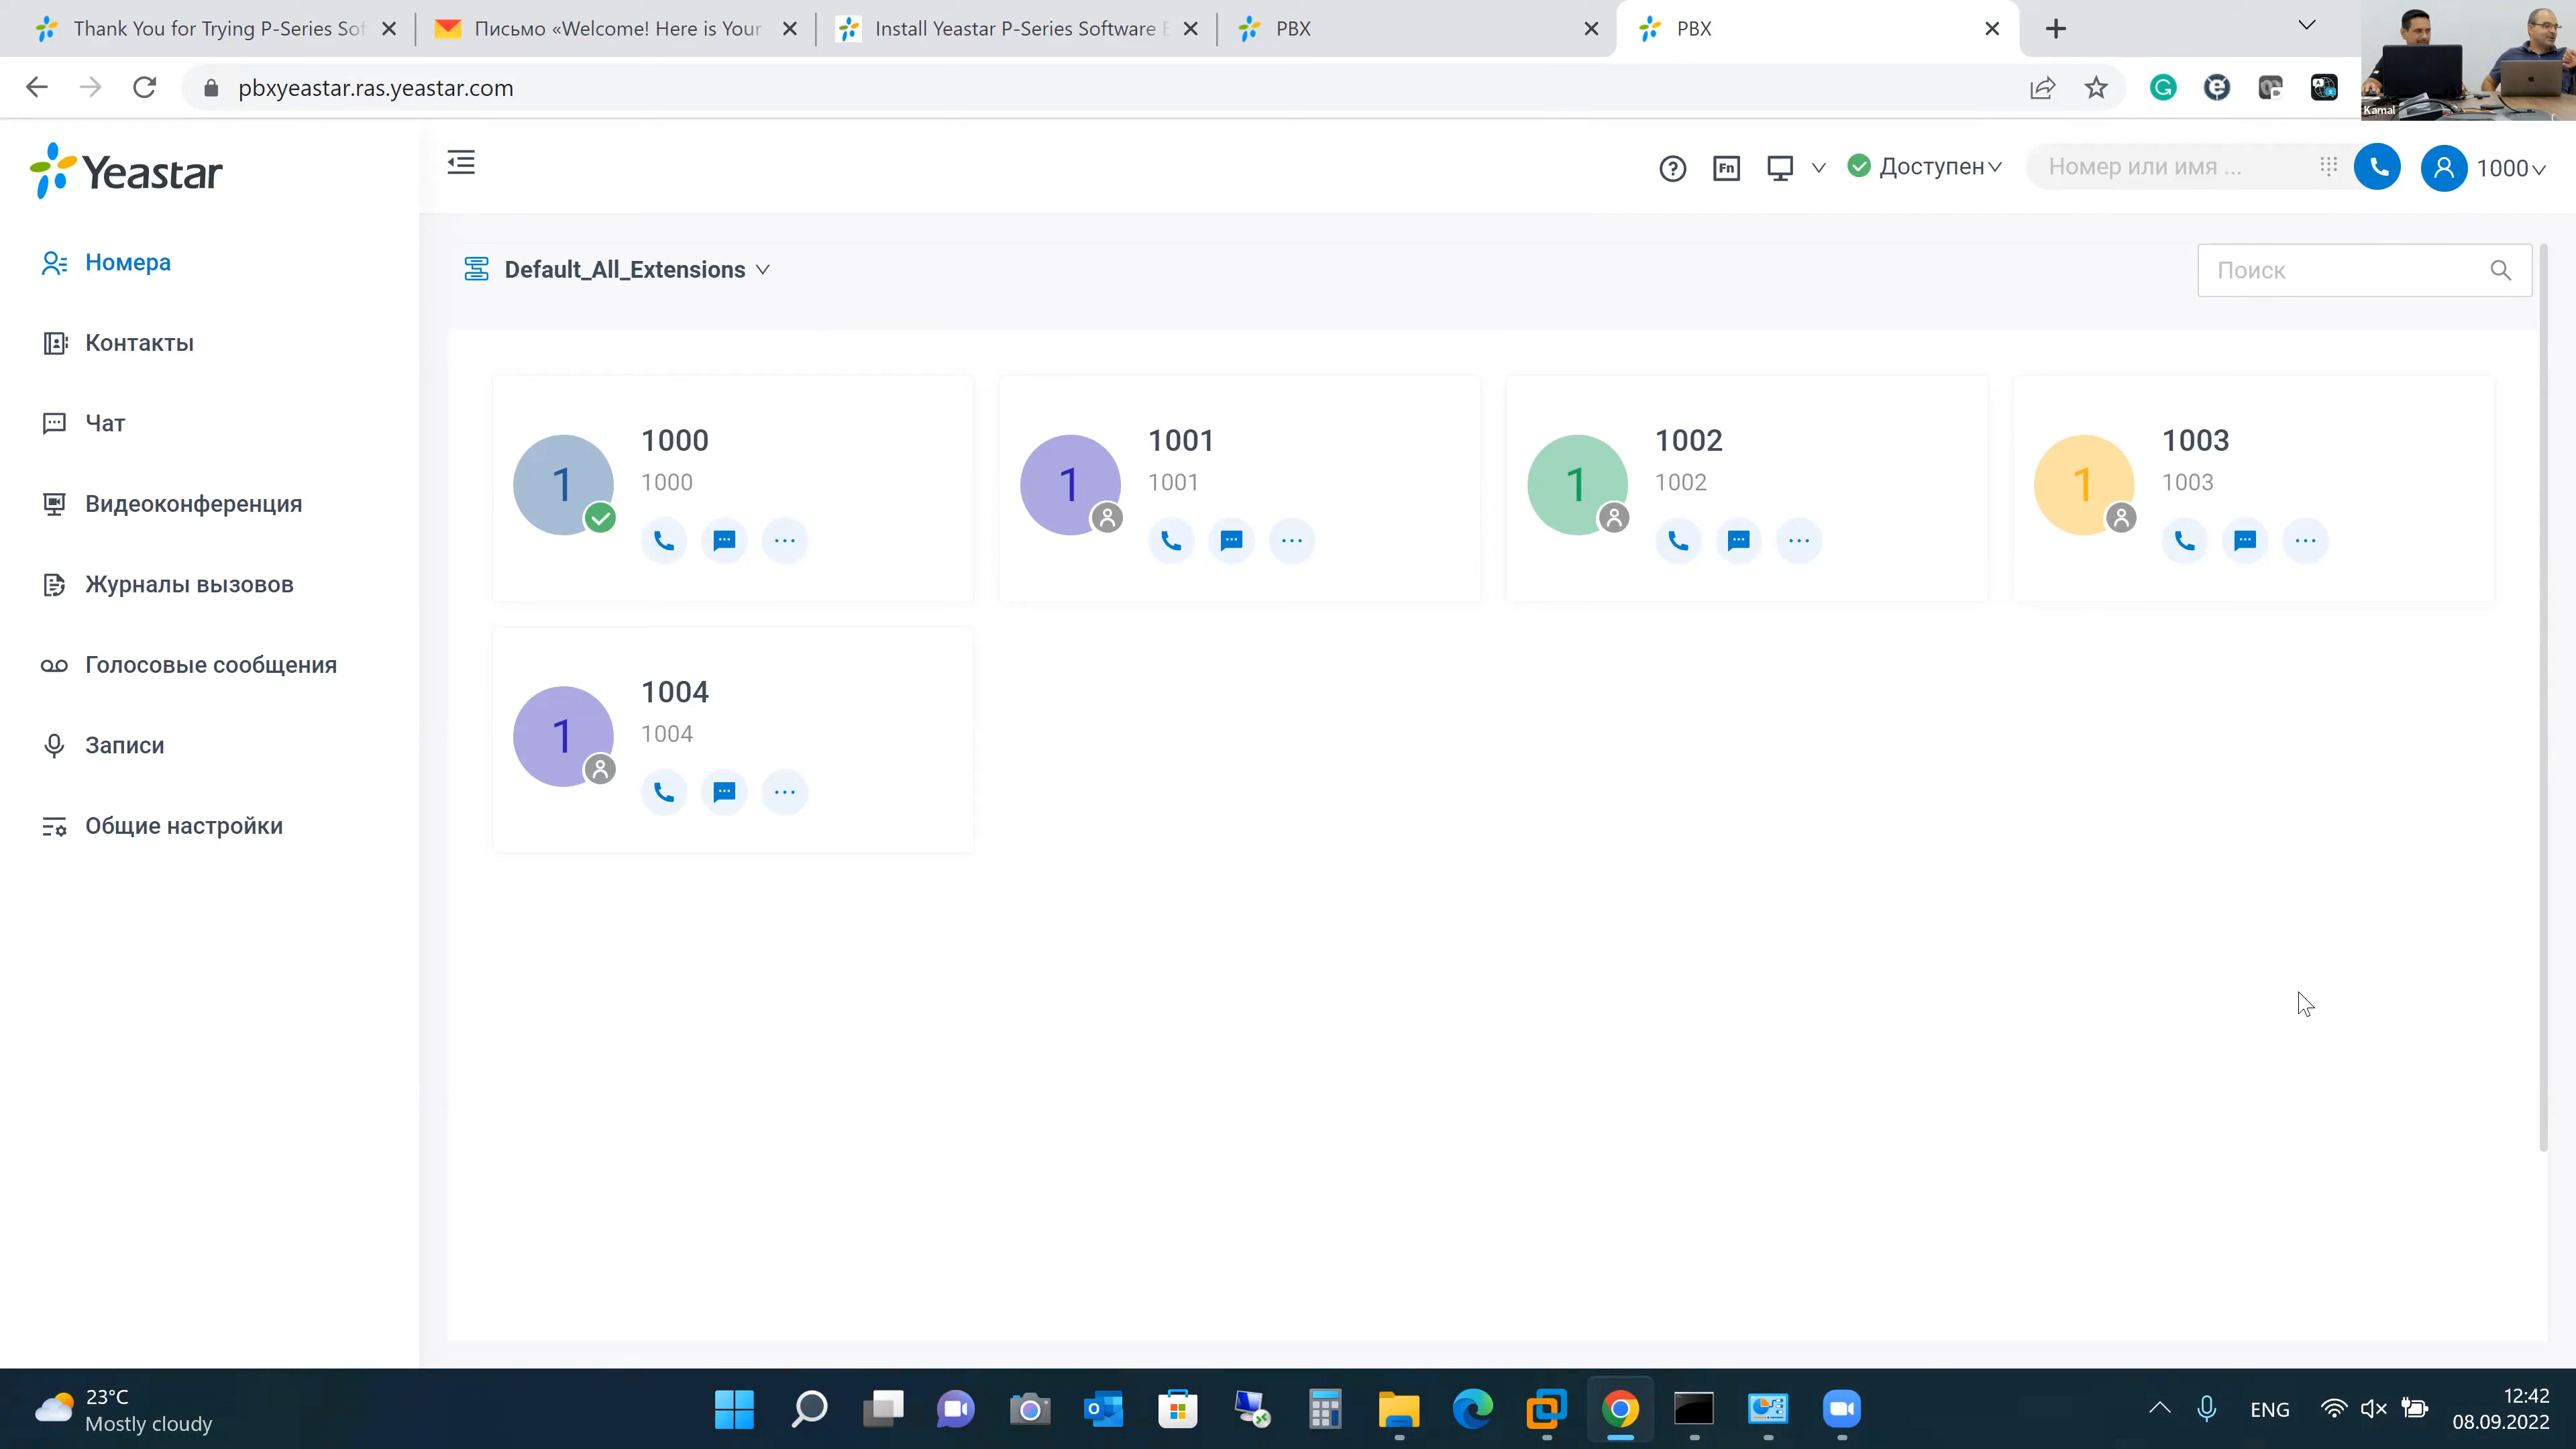 Thank You for Trying P-Series Sof
Письмо «Welcome! Here is Your
Install Yeastar P-Series Software E
PBX
PBX
pbxyeastar.ras.yeastar.com
Kamal
Yeastar
Fn
Доступен
Номер или имя ...
1000
Номера
Контакты
Чат
Видеоконференция
Журналы вызовов
Голосовые сообщения
Записи
Общие настройки
Default_All_Extensions
Поиск
1
1000
1000
1
1001
1001
1
1002
1002
1
1003
1003
1
1004
1004
23°C
Mostly cloudy
ENG
12:42
08.09.2022